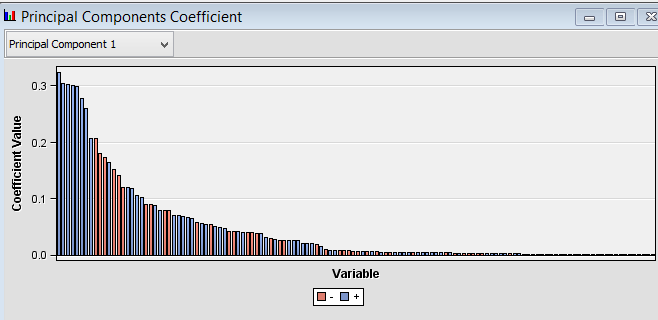 Principal Components Coefficient
Principal Component 1
Coefficient Value
0.3
0.2
0.1
0.0
Variable
- +